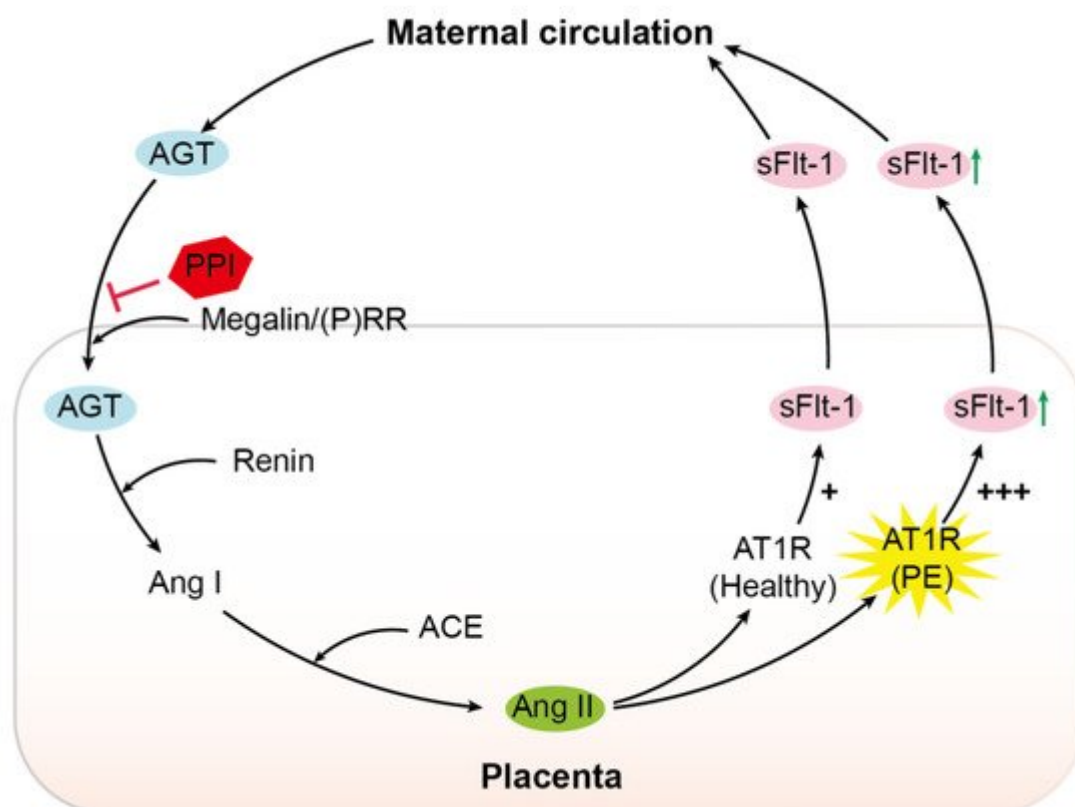 Maternal circulation
AGT
sFlt-1
sFlt-1
PPI
Megalin/(P)RR
AGT
sFlt-1
sFlt-1
Renin
+
+++
AT1R
(Healthy)
AT1R
(PE)
Ang I
ACE
Ang II
Placenta